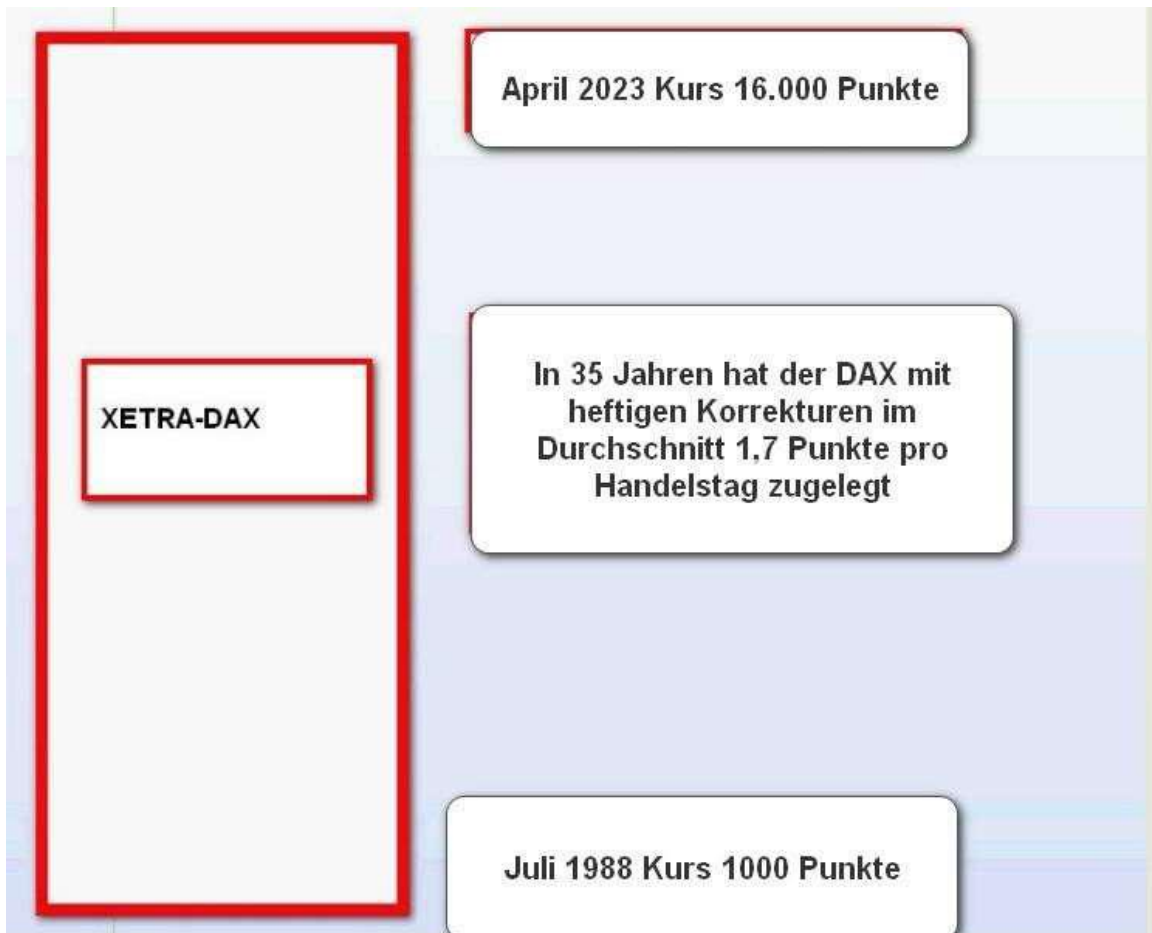 April 2023 Kurs 16.000 Punkte
XETRA-DAX
In 35 Jahren hat der DAX mit
heftigen Korrekturen im
Durchschnitt 1,7 Punkte pro
Handelstag zugelegt
Juli 1988 Kurs 1000 Punkte